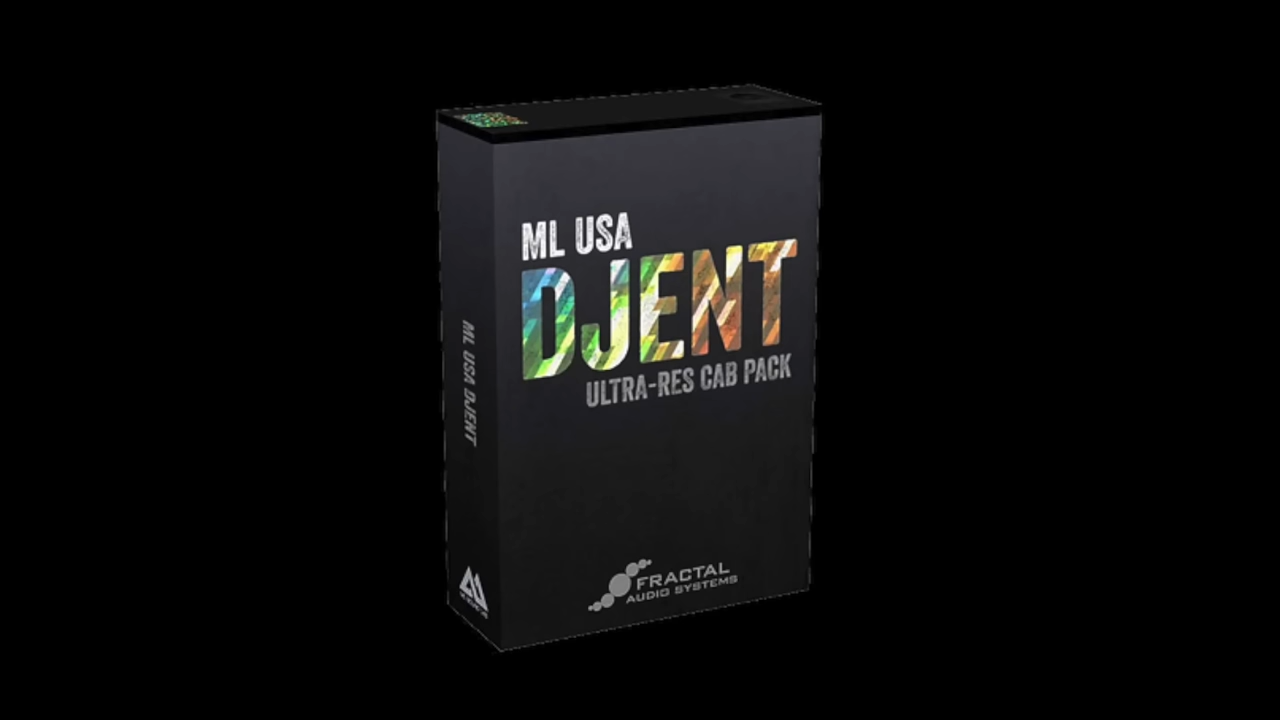 ML USA
DJENT
ULTRA-RES CAB PACK
ML USA DJENT
FRACTAL
AUDIO SYSTEMS